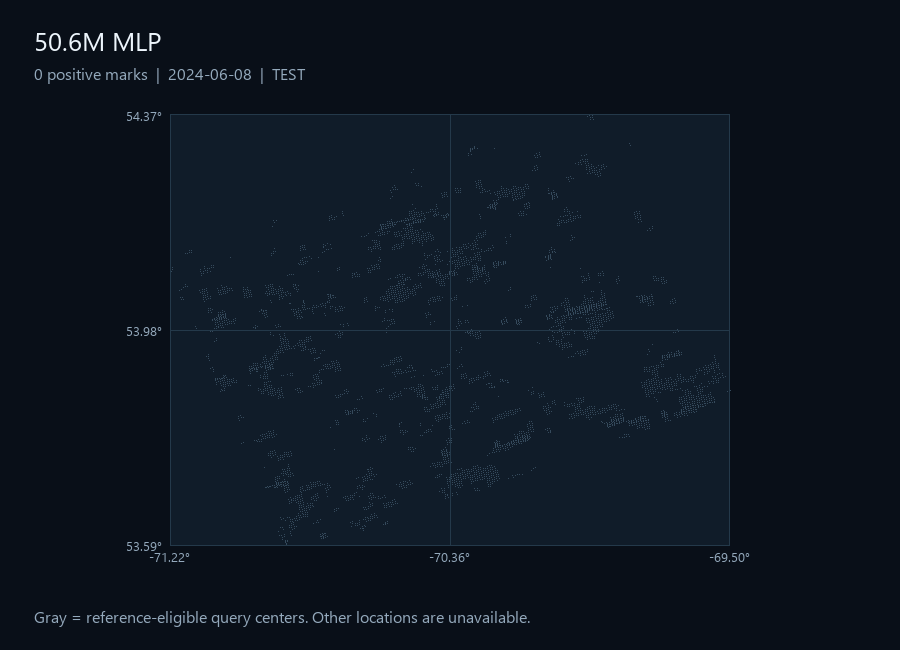 50.6M MLP
0 positive marks | 2024-06-08 | TEST
54.37°
53.98°
53.59°
-71.22°
-70.36°
-69.50°
Gray = reference-eligible query centers. Other locations are unavailable.